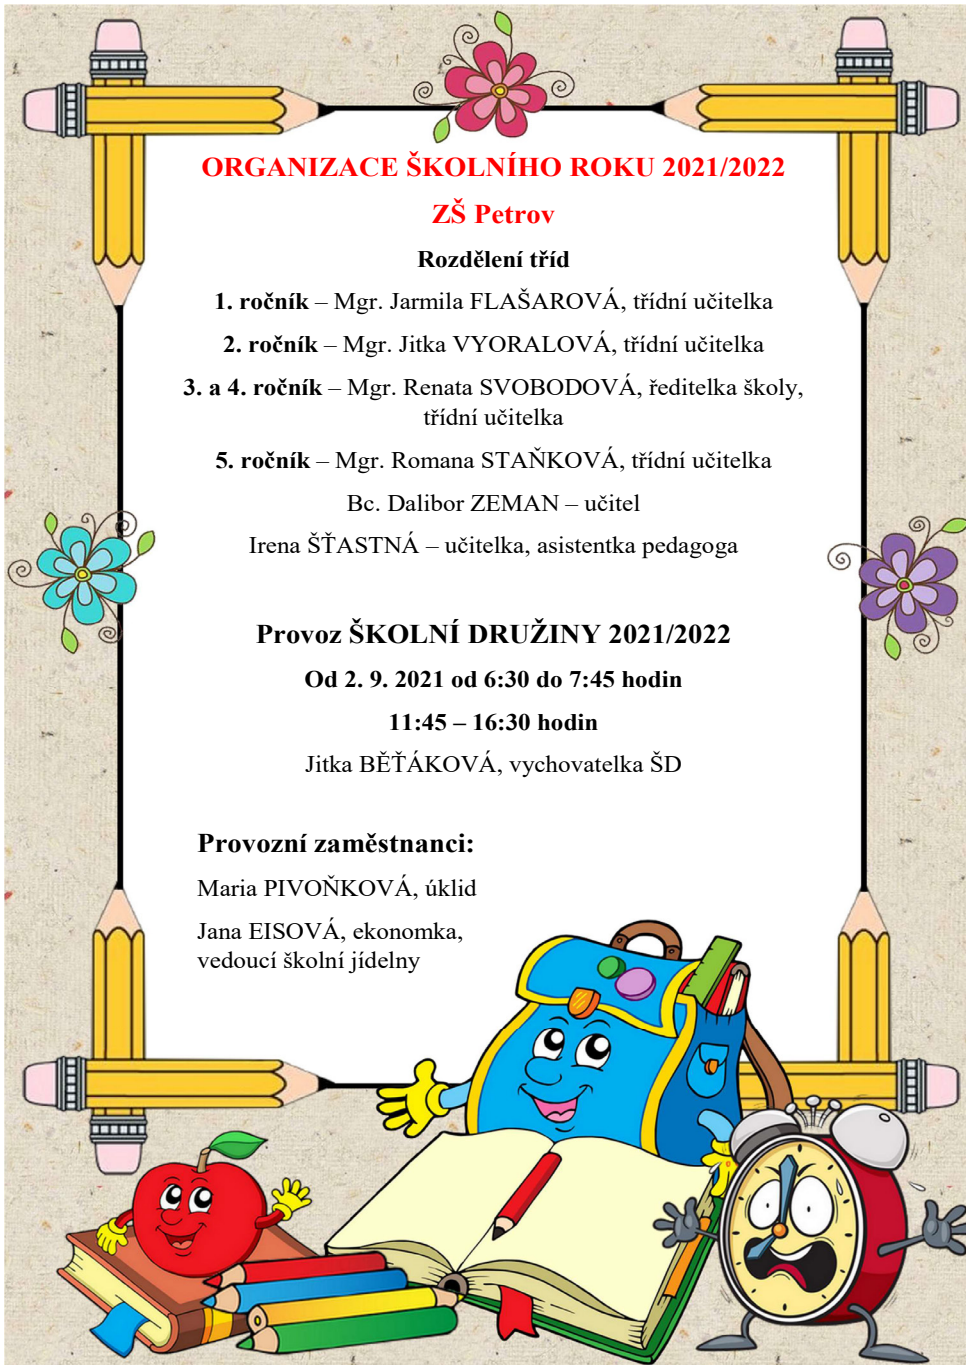 ORGANIZACE ŠKOLNÍHO ROKU 2021/2022
ZŠ Petrov
Rozdělení tříd
1. ročník – Mgr. Jarmila FLAŠAROVÁ, třídní učitelka
2. ročník – Mgr. Jitka VYORALOVÁ, třídní učitelka
3. a 4. ročník – Mgr. Renata SVOBODOVÁ, ředitelka školy,
třídní učitelka
5. ročník – Mgr. Romana STAŇKOVÁ, třídní učitelka
Bc. Dalibor ZEMAN – učitel
Irena ŠŤASTNÁ – učitelka, asistentka pedagoga
Provoz ŠKOLNÍ DRUŽINY 2021/2022
Od 2. 9. 2021 od 6:30 do 7:45 hodin
11:45 – 16:30 hodin
Jitka BĚŤÁKOVÁ, vychovatelka ŠD
Provozní zaměstnanci:
Maria PIVOŇKOVÁ, úklid
Jana EISOVÁ, ekonomka,
vedoucí školní jídelny